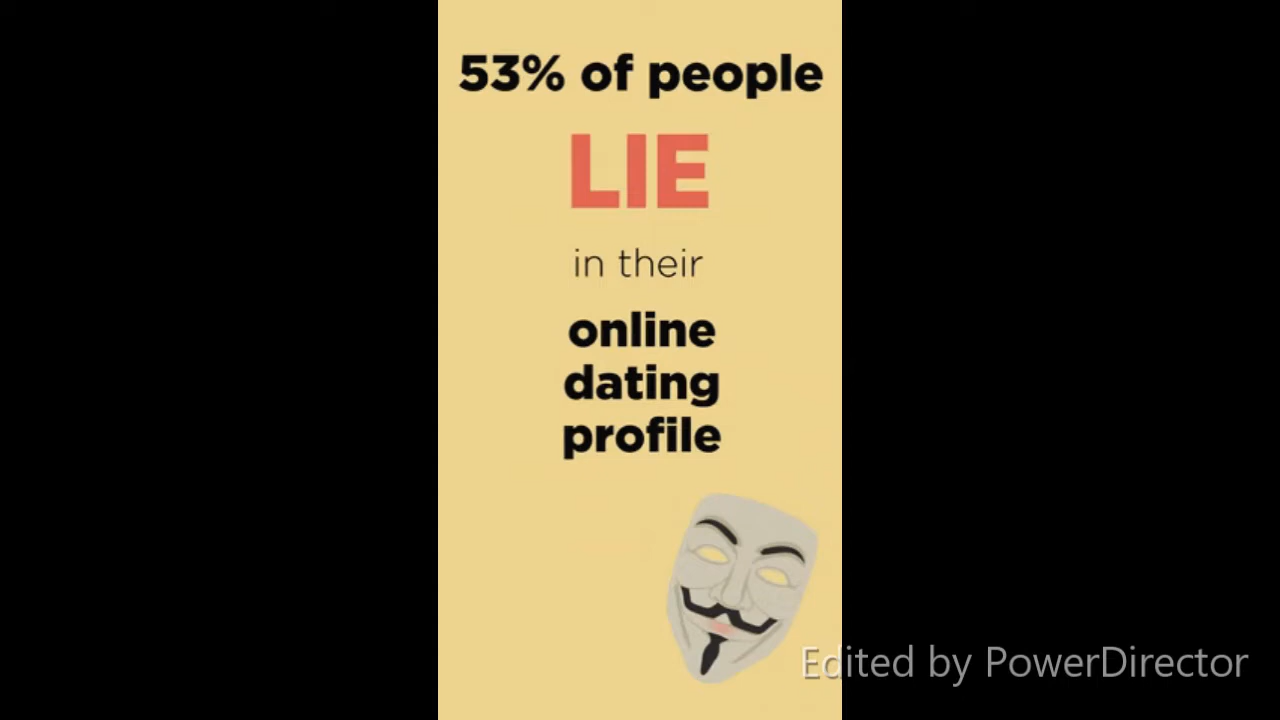 53% of people
LIE
in their
online
dating
profile
Edited by PowerDirector